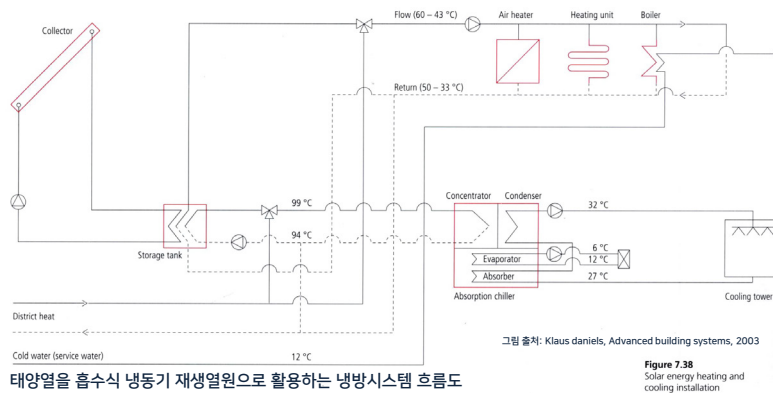 Flow (60 – 43 °C)
Air heater
Heating unit
Boiler
Collector
Return (50 – 33 °C)
Concentrator
Condenser
99 °C
32 °C
94 °C
6 °C
Evaporator
12 °C
Storage tank
Absorber
27 °C
Absorption chiller
Cooling tower
District heat
그림 출처: Klaus daniels, Advanced building systems, 2003
Cold water (service water)
12 °C
Figure 7.38
Solar energy heating and
cooling installation
태양열을 흡수식 냉동기 재생열원으로 활용하는 냉방시스템 흐름도